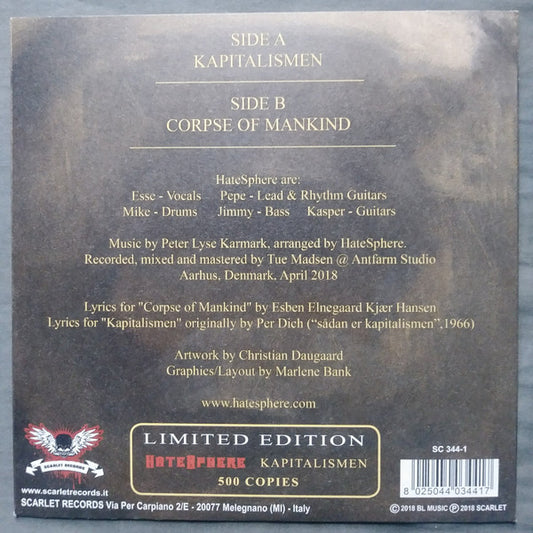 SIDE A
KAPITALISMEN
SIDE B
CORPSE OF MANKIND
HateSphere are:
Esse - Vocals Pepe - Lead & Rhythm Guitars
Mike - Drums Jimmy - Bass Kasper - Guitars
Music by Peter Lyse Karmark, arranged by HateSphere.
Recorded, mixed and mastered by Tue Madsen @ Antfarm Studio
Aarhus, Denmark, April 2018
Lyrics for "Corpse of Mankind" by Esben Elnegaard Kjær Hansen
Lyrics for "Kapitalismen" originally by Per Dich (“sådan er kapitalismen”,1966)
Artwork by Christian Daugaard
Graphics/Layout by Marlene Bank
www.hatesphere.com
LIMITED EDITION
HATESPHERE KAPITALISMEN
500 COPIES
SCARLET RECORDS
www.scarletrecords.it
SCARLET RECORDS Via Per Carpiano 2/E - 20077 Melegnano (MI) - Italy
SC 344-1
8 025044 034417
© 2018 BL MUSIC ℗ 2018 SCARLET